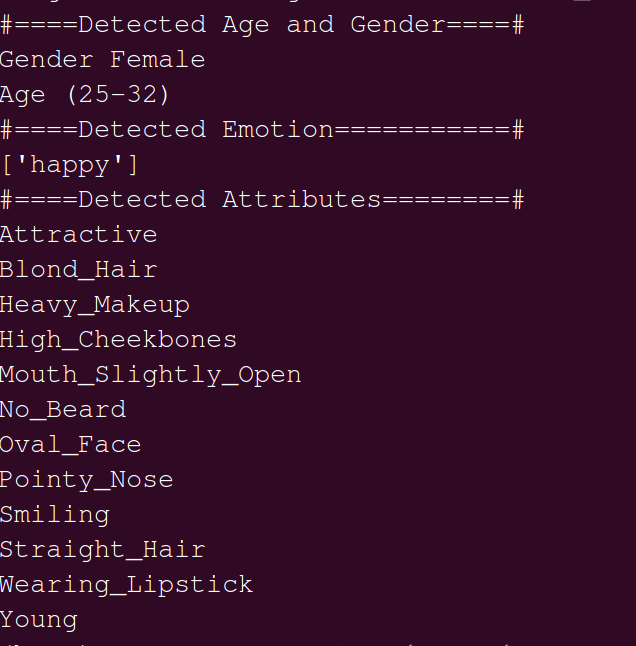 #====Detected Age and Gender====#
Gender Female
Age (25-32)
#====Detected Emotion===========#
['happy']
#====Detected Attributes========#
Attractive
Blond_Hair
Heavy_Makeup
High_Cheekbones
Mouth_Slightly_Open
No_Beard
Oval_Face
Pointy_Nose
Smiling
Straight_Hair
Wearing_Lipstick
Young